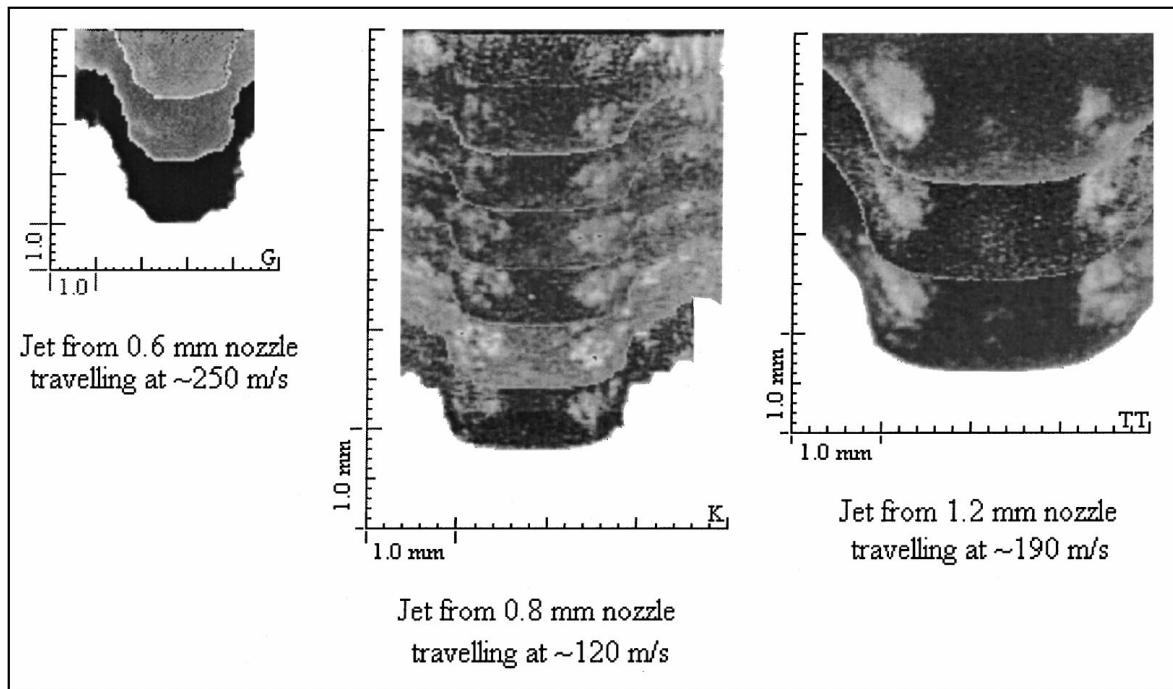 1.0
1.0
G
Jet from 0.6 mm nozzle
travelling at ~250 m/s
1.0 mm
1.0 mm
K
Jet from 0.8 mm nozzle
travelling at ~120 m/s
1.0 mm
1.0 mm
TT
Jet from 1.2 mm nozzle
travelling at ~190 m/s